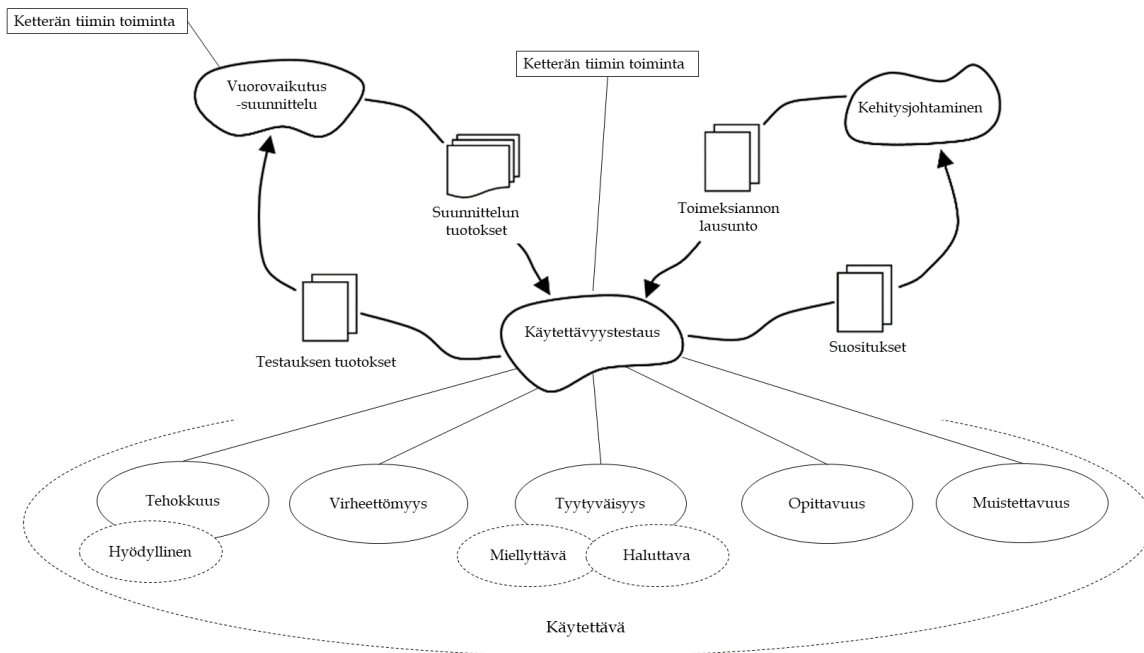 Ketterän tiimin toiminta
Ketterän tiimin toiminta
Vuorovaikutus
-suunnittelu
Kehitysjohtaminen
Suunnittelun
tuotokset
Toimeksiannon
lausunto
Käytettävyystestaus
Testauksen tuotokset
Suositukset
Tehokkuus
Virheettömyys
Tyytyväisyys
Opittavuus
Muistettavuus
Hyödyllinen
Miellyttävä
Haluttava
Käytettävä